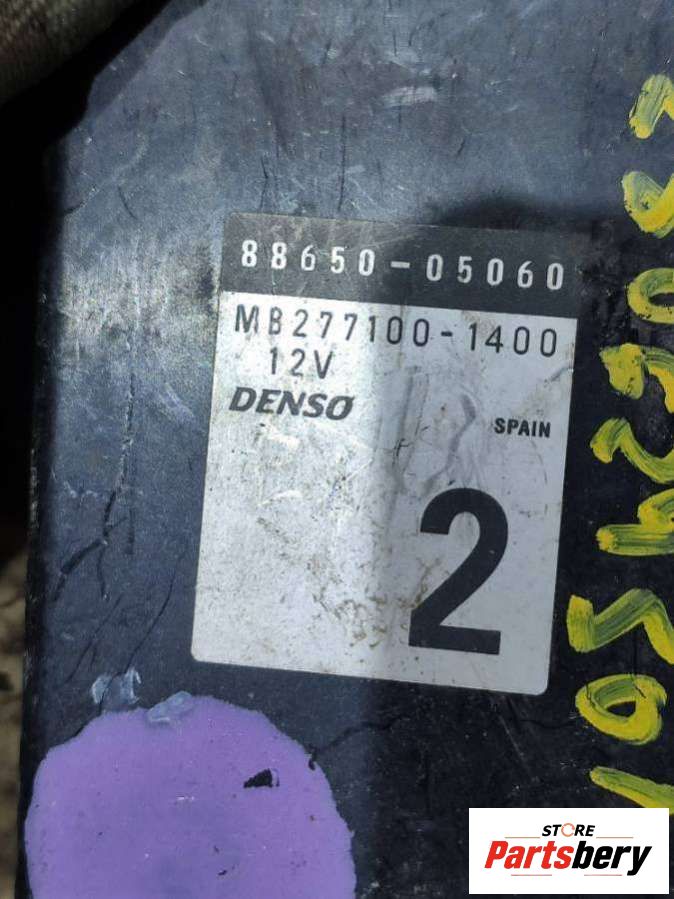 88650-05060
MB277100-1400
12V
DENSO
SPAIN
2
STORE
Partsbery